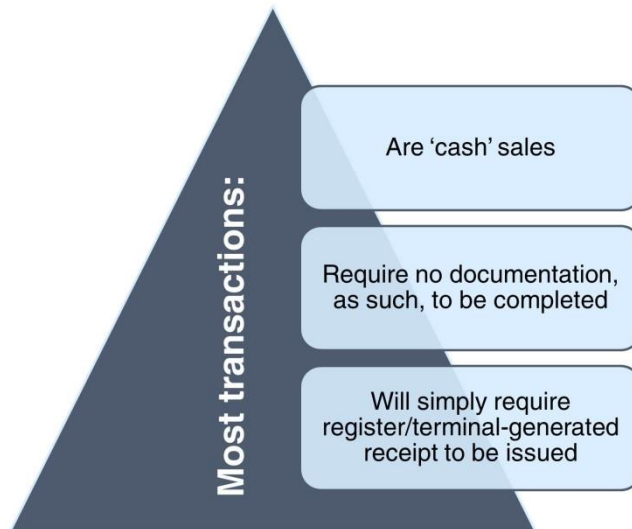 Most transactions:
Are ‘cash’ sales
Require no documentation,
as such, to be completed
Will simply require
register/terminal-generated
receipt to be issued